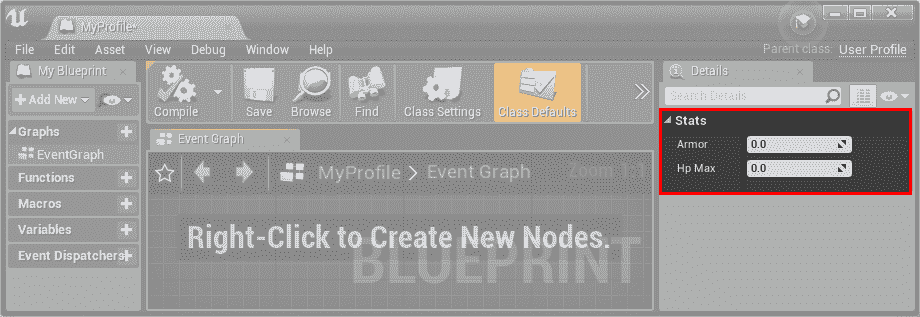 MyProfile*
File Edit Asset View Debug Window Help
Parent class: User Profile
My Blueprint
Add New
Graphs
EventGraph
Functions
Macros
Variables
Event Dispatchers
Compile Save Browse Find Class Settings Class Defaults
Event Graph
MyProfile > Event Graph Zoom 1:1
Right-Click to Create New Nodes.
BLUEPRINT
Details
Search Details
Stats
Armor 0.0
Hp Max 0.0